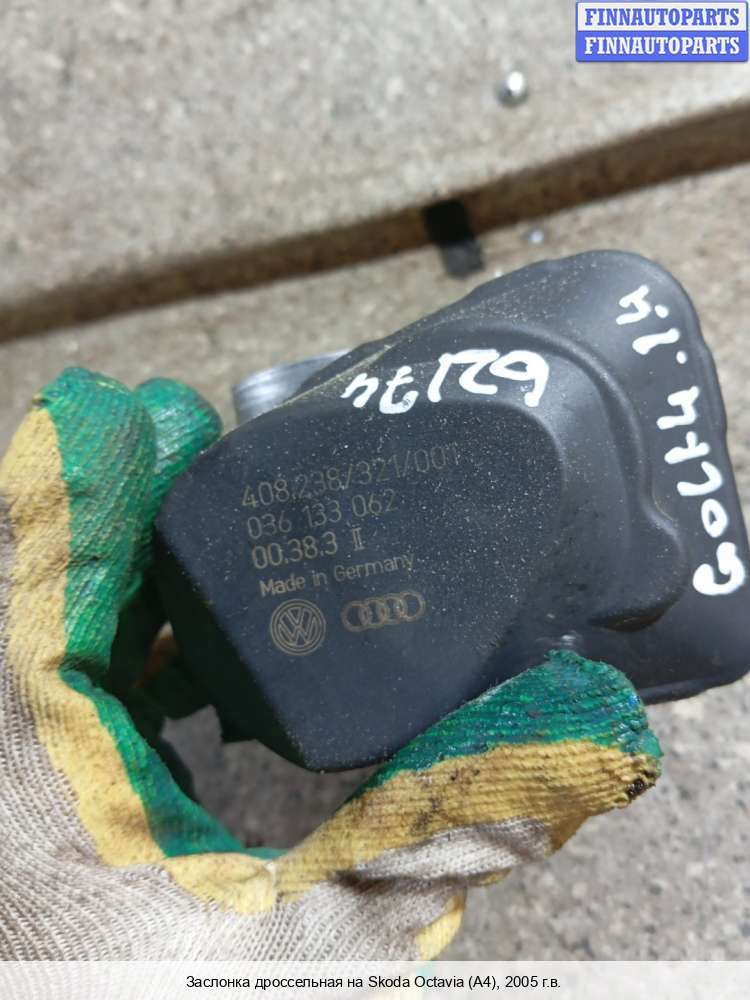 FINNAUTOPARTS
FINNAUTOPARTS
62174
GOLF4 1.4
408.238/321/001
036 133 062
00.38.3 II
Made in Germany
Заслонка дроссельная на Skoda Octavia (A4), 2005 г.в.